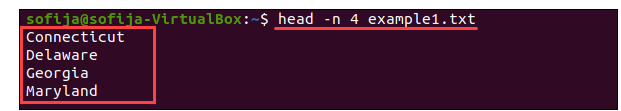 sofija@sofija-VirtualBox:~$ head -n 4 example1.txt
Connecticut
Delaware
Georgia
Maryland